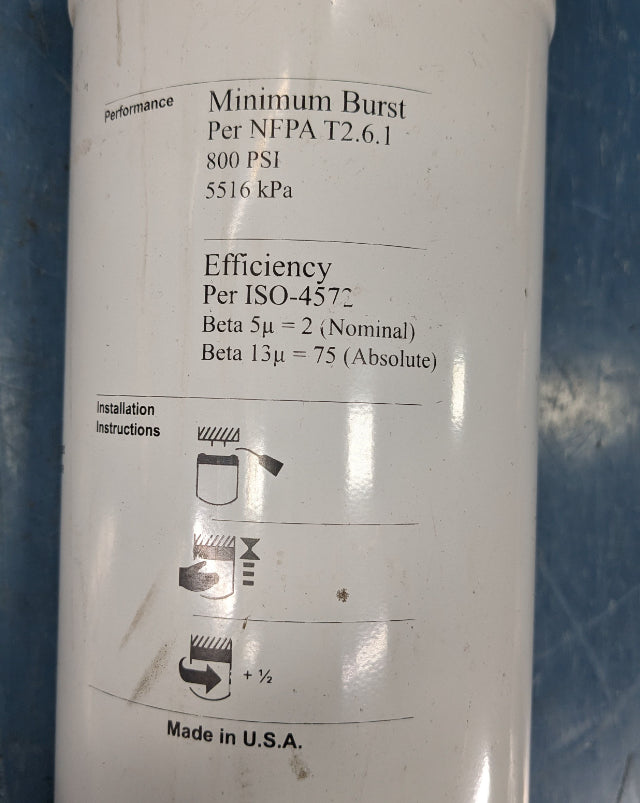 Performance
Minimum Burst
Per NFPA T2.6.1
800 PSI
5516 kPa
Efficiency
Per ISO-4572
Beta 5µ = 2 (Nominal)
Beta 13µ = 75 (Absolute)
Installation
Instructions
+ ½
Made in U.S.A.